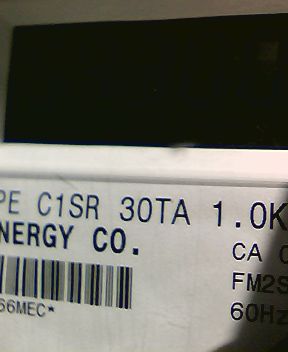 PE C1SR 30TA 1.0K
NERGY CO.
CA
FM2S
60Hz
66MEC*